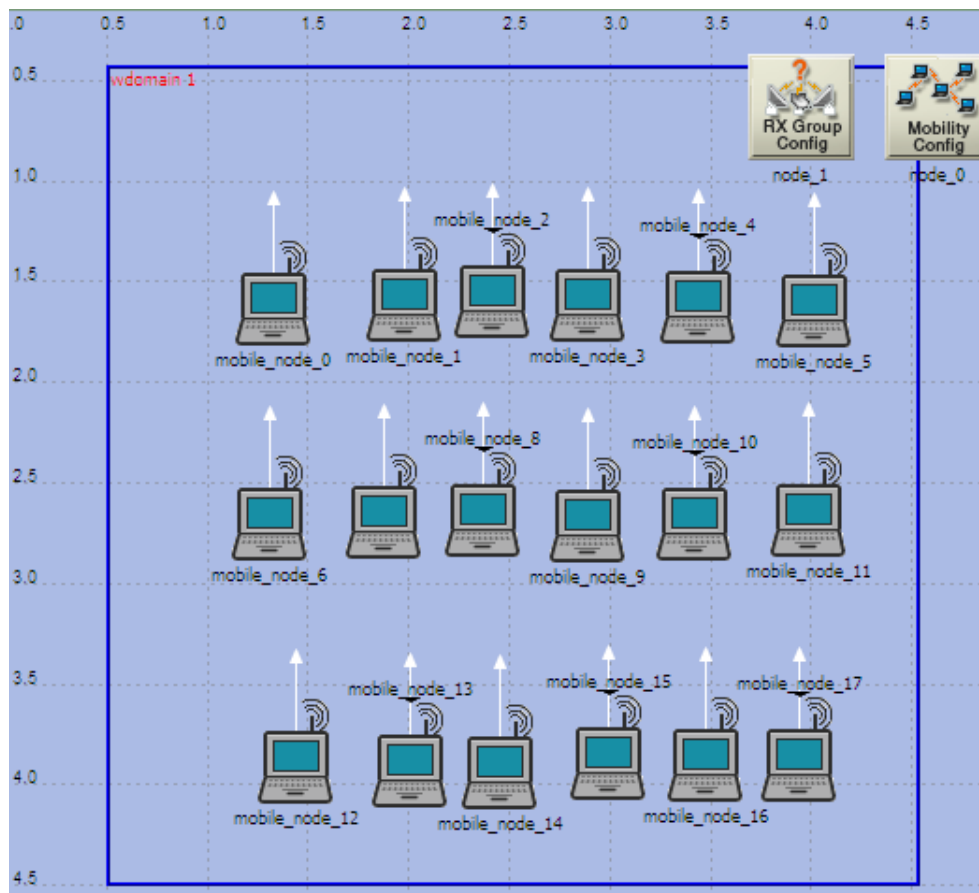 .0 0.5 1.0 1.5 2.0 2.5 3.0 3.5 4.0 4.5
0.5
wdomain 1
RX Group
Config
node_1
Mobility
Config
node_0
1.0
mobile_node_2
mobile_node_4
1.5
mobile_node_0
mobile_node_1
mobile_node_3
mobile_node_5
2.0
mobile_node_8
mobile_node_10
2.5
mobile_node_6
mobile_node_9
mobile_node_11
3.0
3.5
mobile_node_13
mobile_node_15
mobile_node_17
4.0
mobile_node_12
mobile_node_14
mobile_node_16
4.5